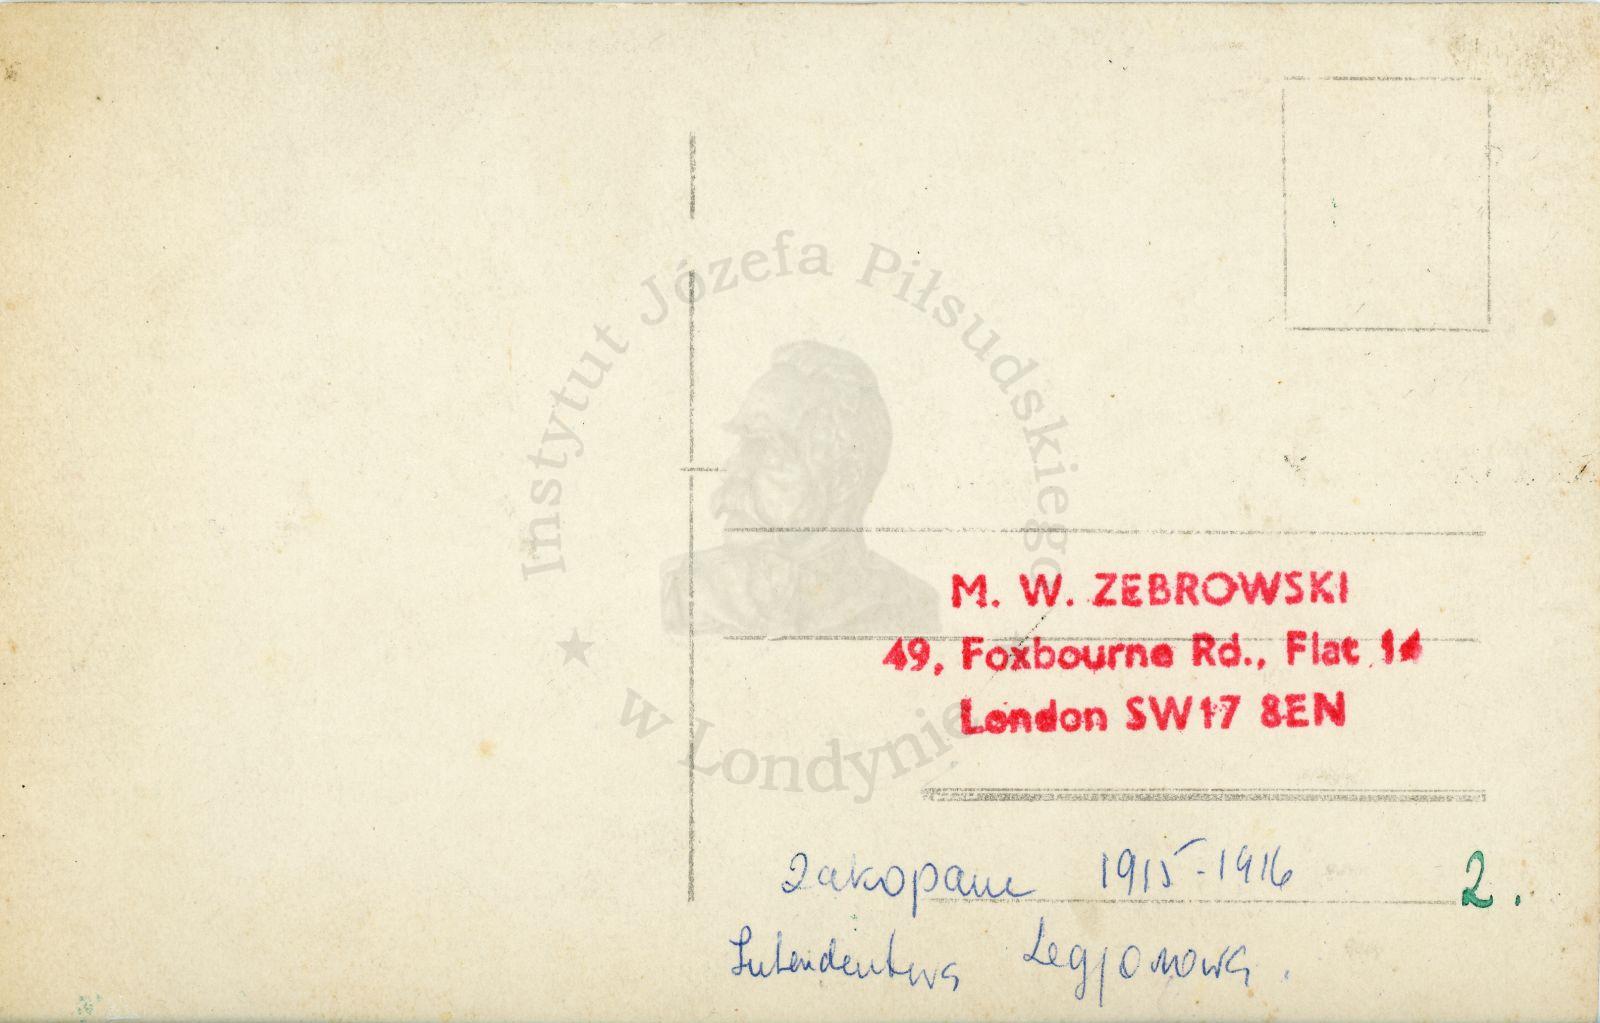 Instytut Józefa Piłsudskiego
w Londynie
M. W. ZEBROWSKI
49, Foxbourne Rd., Flat 14
London SW17 8EN
Zakopane 1915-1916
2.
Intendentura Legjonowa.